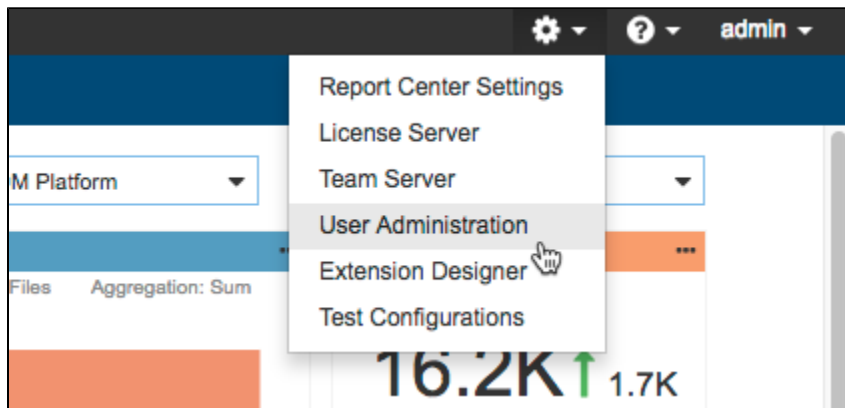 admin
Report Center Settings
License Server
M Platform
Team Server
User Administration
Files Aggregation: Sum
Extension Designer
Test Configurations
16.2K 1.7K